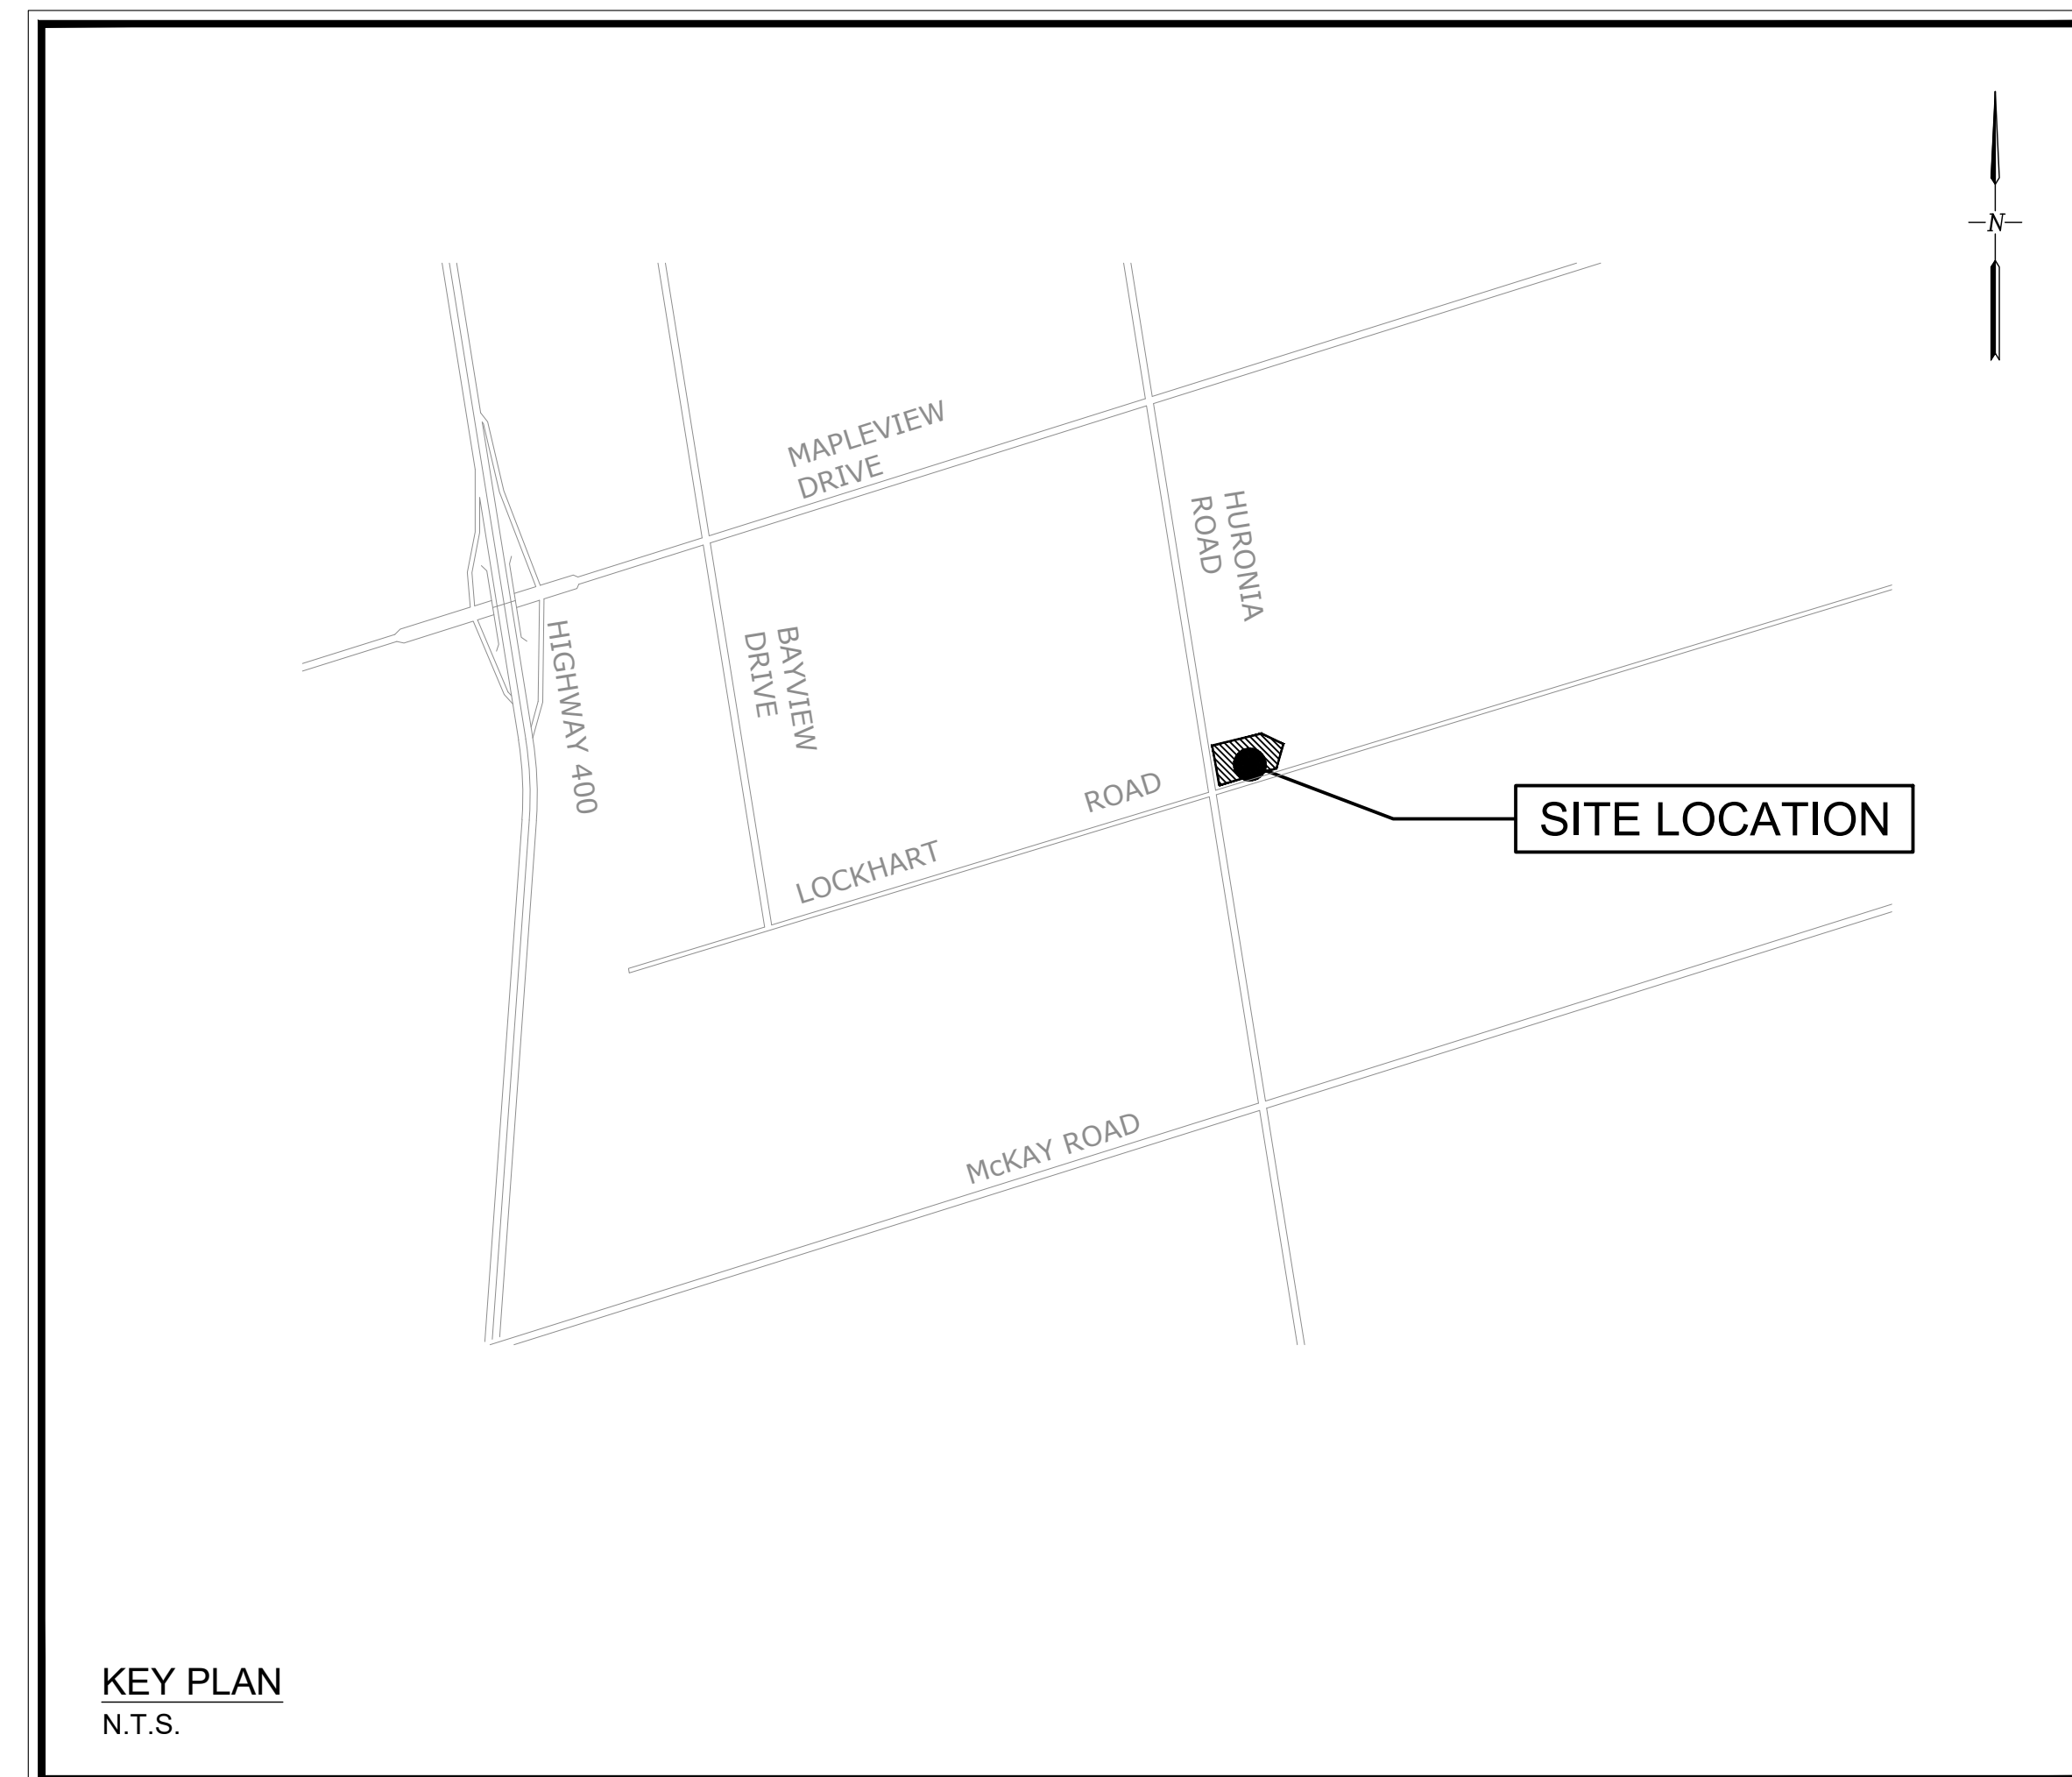 N
MAPLEVIEW
DRIVE
HURONIA
ROAD
HIGHWAY 400
BAYVIEW
DRIVE
LOCKHART ROAD
SITE LOCATION
McKAY ROAD
KEY PLAN
N.T.S.